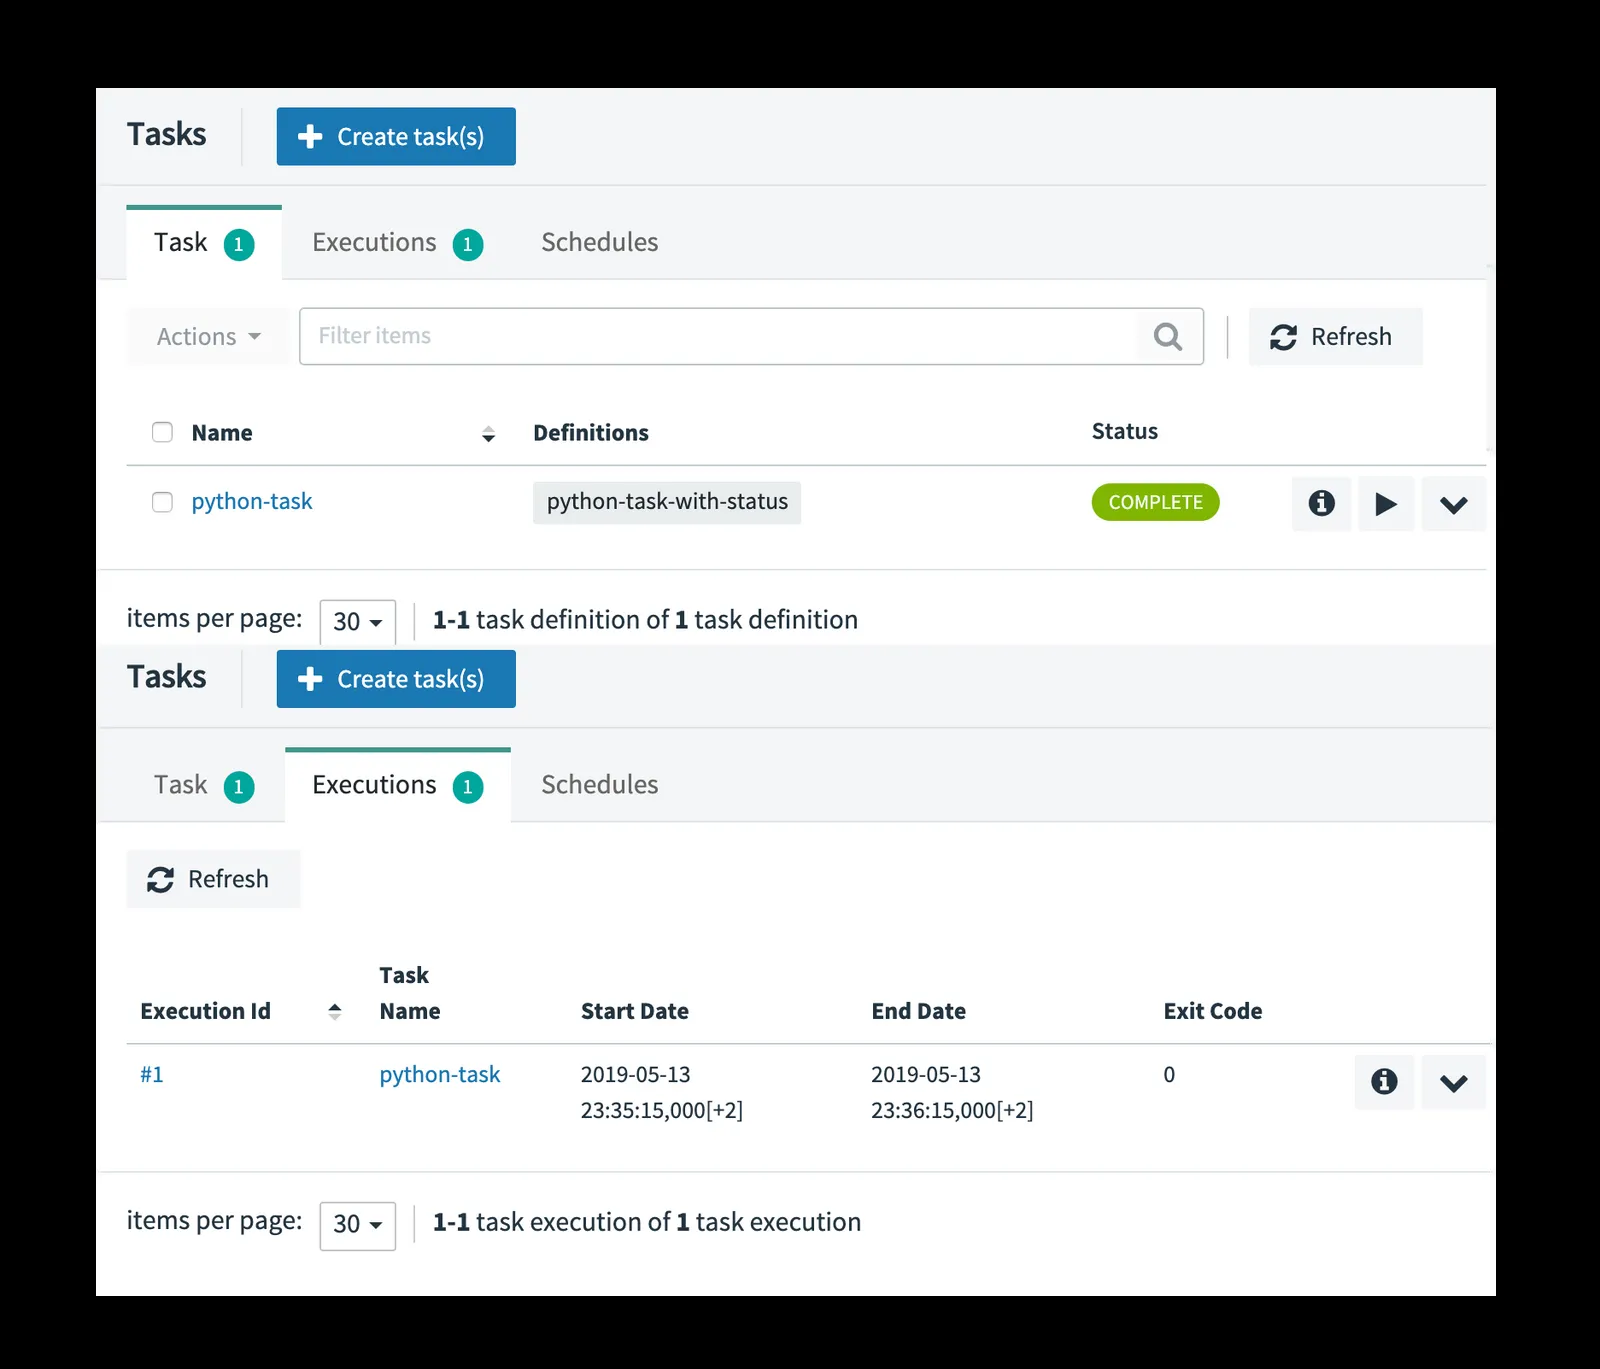 Tasks
Create task(s)
Task 1 Executions 1 Schedules
Actions Filter items Refresh
Name Definitions Status
python-task python-task-with-status COMPLETE
items per page: 30 1-1 task definition of 1 task definition
Tasks
Create task(s)
Task 1 Executions 1 Schedules
Refresh
Execution Id Task Name Start Date End Date Exit Code
#1 python-task 2019-05-13 2019-05-13 0
23:35:15,000[+2] 23:36:15,000[+2]
items per page: 30 1-1 task execution of 1 task execution